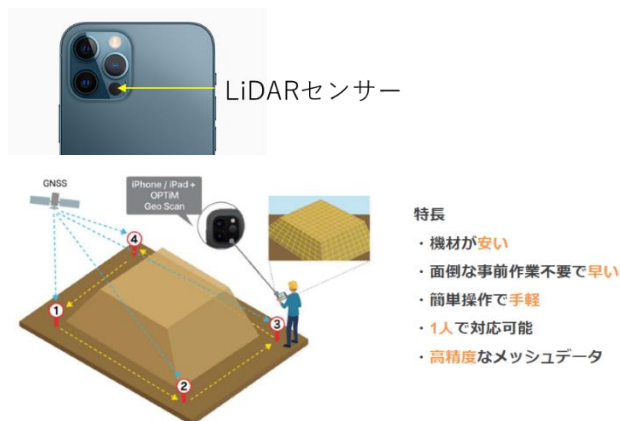 LiDARセンサー
GNSS
iPhone / iPad +
OPTiM
Geo Scan
4
1
3
2
特長
・機材が安い
・面倒な事前作業不要で早い
・簡単操作で手軽
・1人で対応可能
・高精度なメッシュデータ